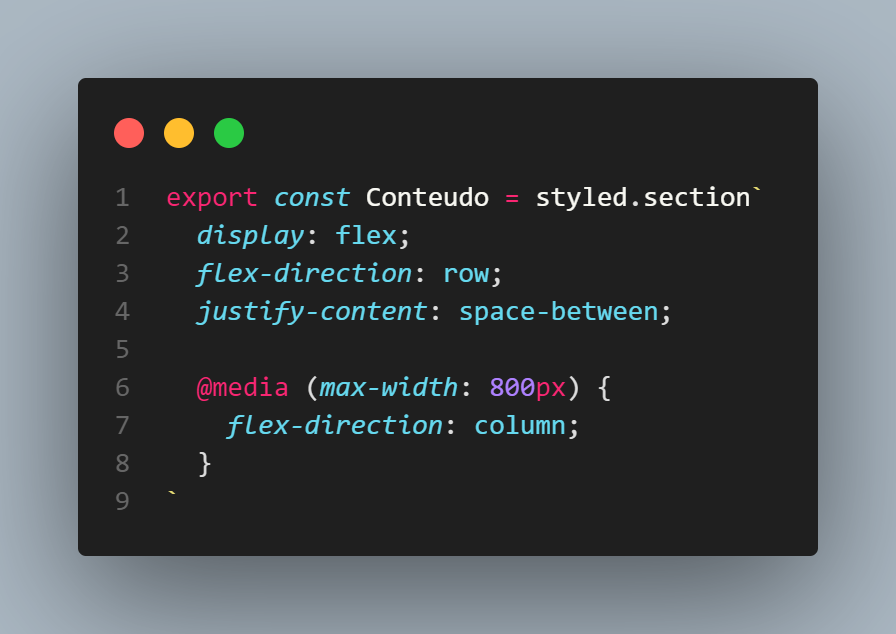 1 export const Conteudo = styled.section`
2   display: flex;
3   flex-direction: row;
4   justify-content: space-between;
5
6   @media (max-width: 800px) {
7     flex-direction: column;
8   }
9 `